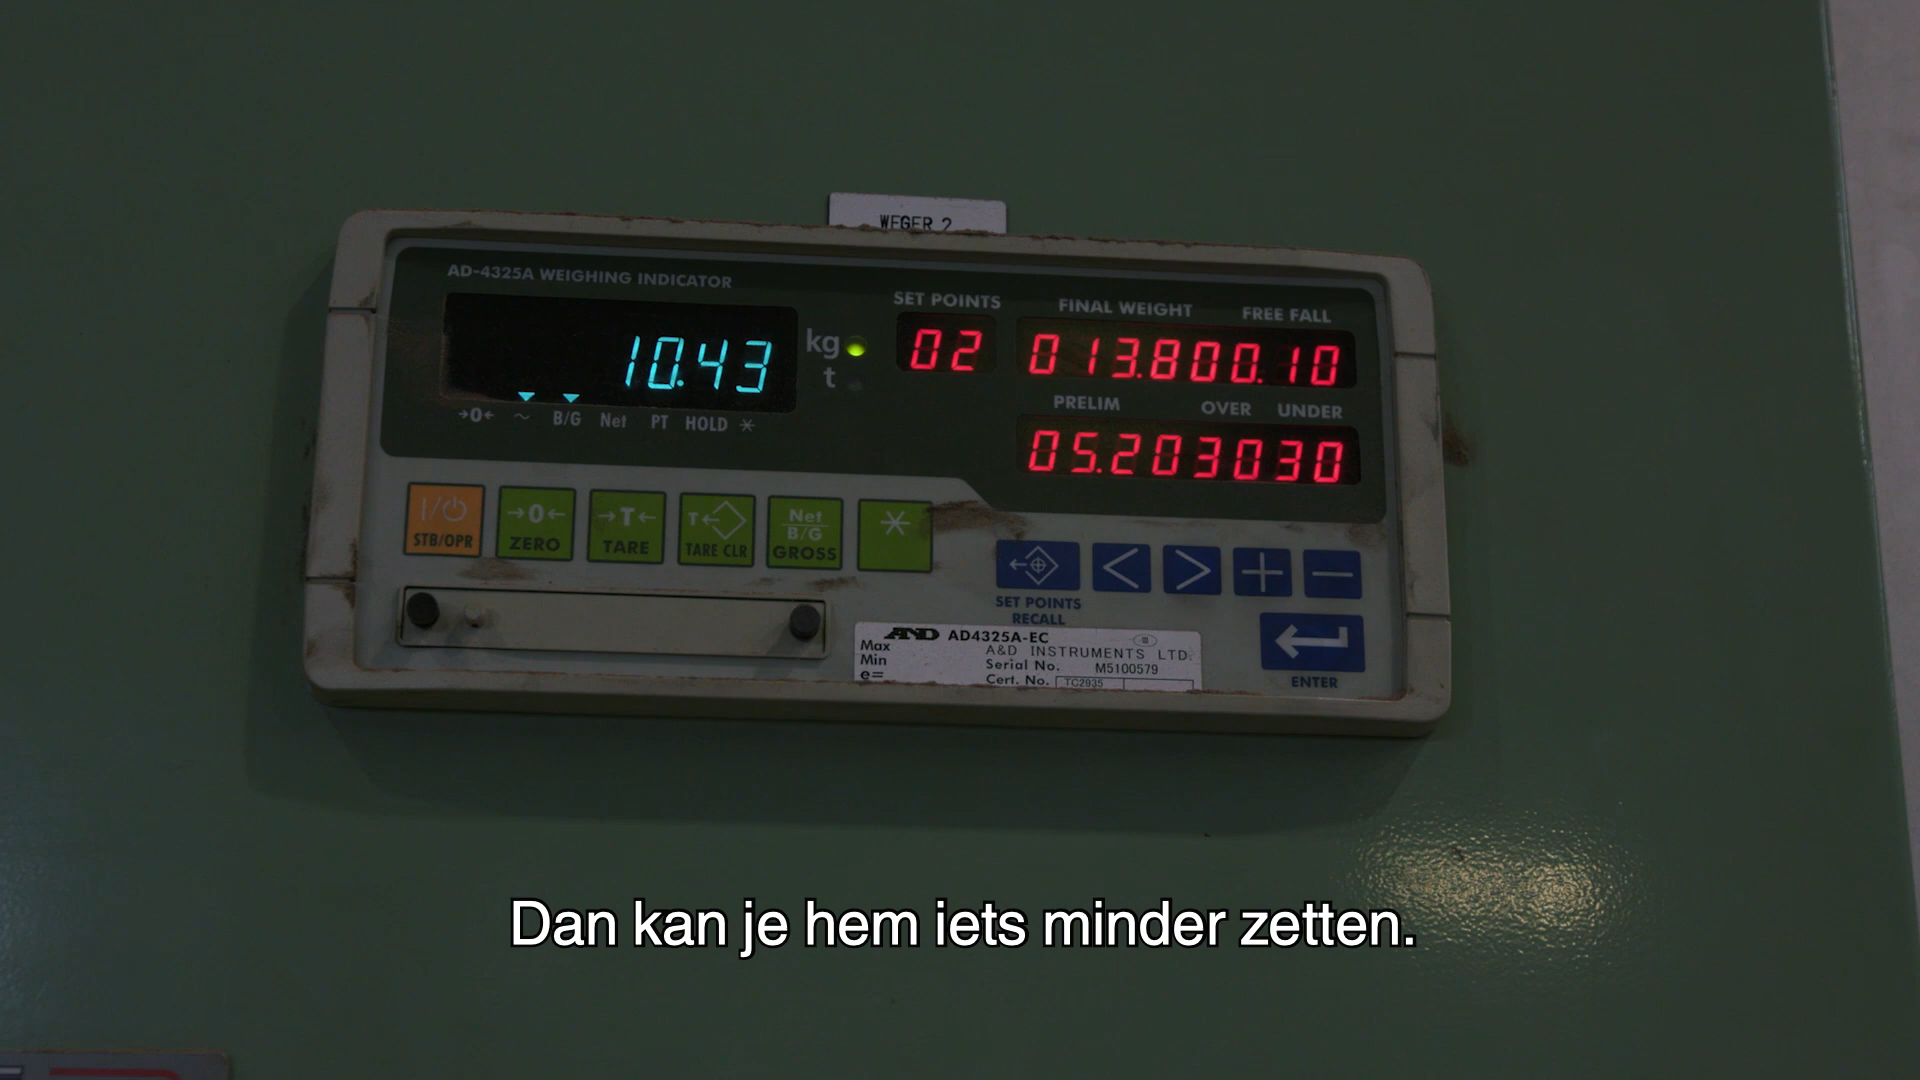 WEGER 2
AD-4325A WEIGHING INDICATOR
10.43
kg
t
→0← ~ B/G Net PT HOLD *
SET POINTS FINAL WEIGHT FREE FALL
02 013.800.10
PRELIM OVER UNDER
05.203030
I/⏻ STB/OPR
→0← ZERO
→T← TARE
T← TARE CLR
Net B/G GROSS
*
SET POINTS RECALL
< > + −
ENTER
AND AD4325A-EC
Max A&D INSTRUMENTS LTD.
Min Serial No. M5100579
e= Cert. No. TC2935
Dan kan je hem iets minder zetten.